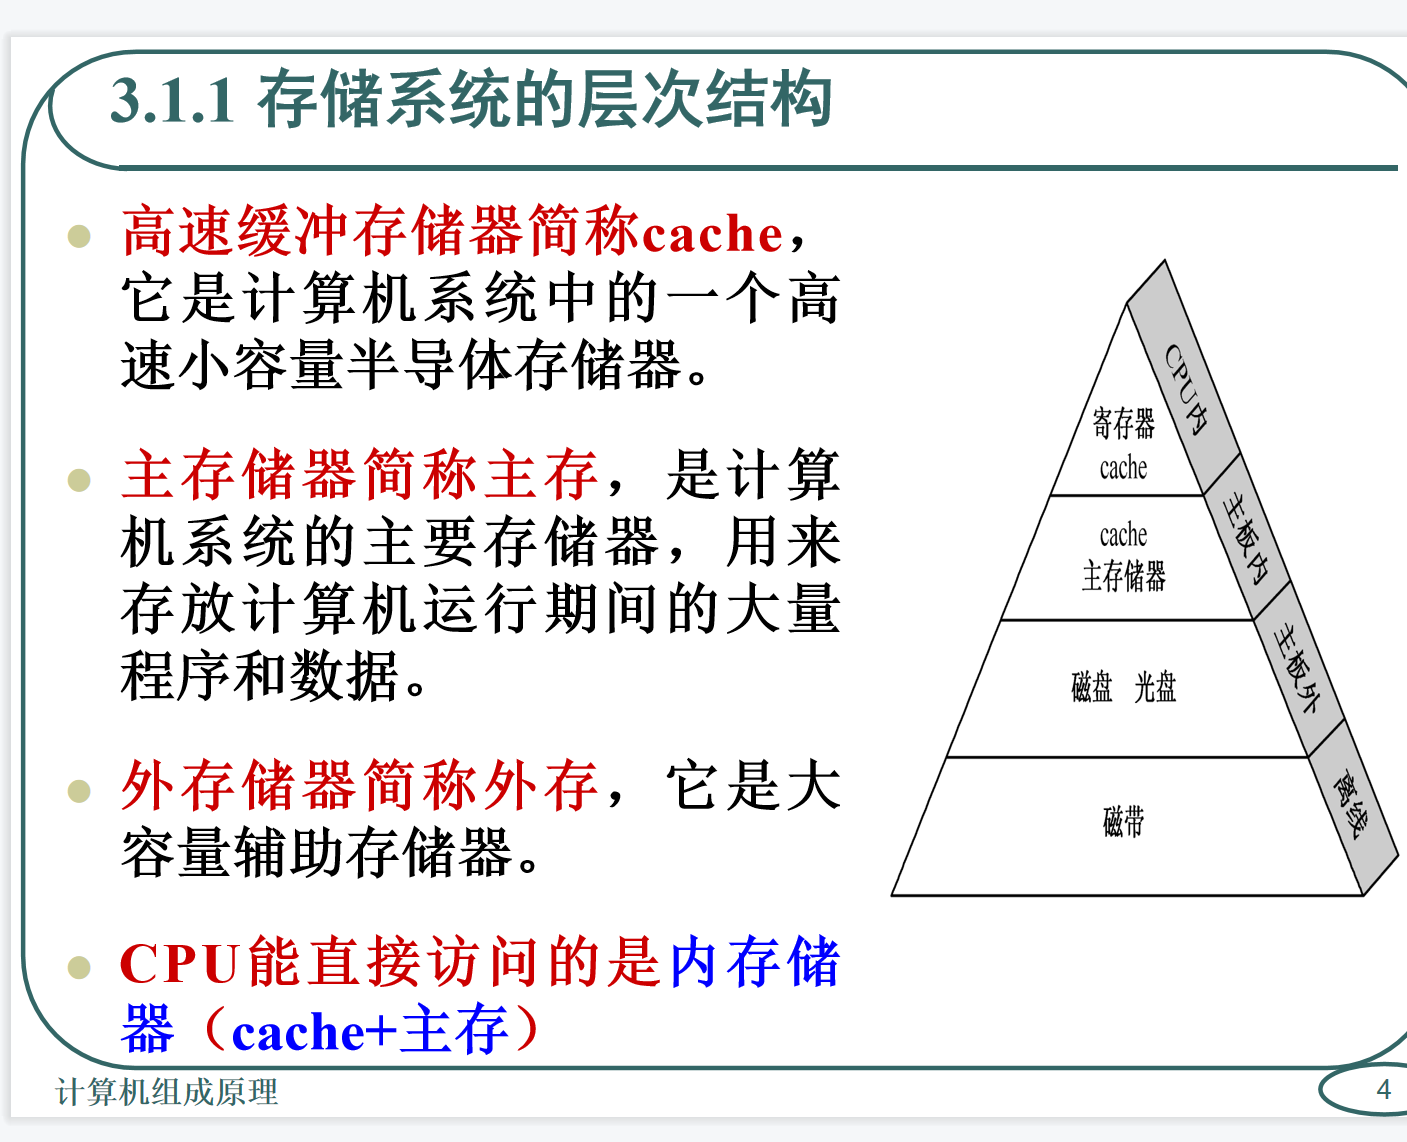 3.1.1 存储系统的层次结构
高速缓冲存储器简称cache，
它是计算机系统中的一个高
速小容量半导体存储器。
主存储器简称主存，是计算
机系统的主要存储器，用来
存放计算机运行期间的大量
程序和数据。
外存储器简称外存，它是大
容量辅助存储器。
CPU能直接访问的是内存储
器（cache+主存）
寄存器
cache
CPU内
cache
主存储器
主板内
磁盘 光盘
主板外
磁带
离线
计算机组成原理
4